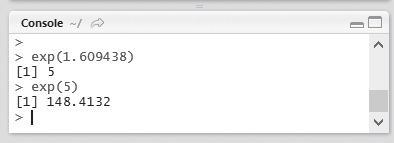 Console ~/
>
> exp(1.609438)
[1] 5
> exp(5)
[1] 148.4132
>